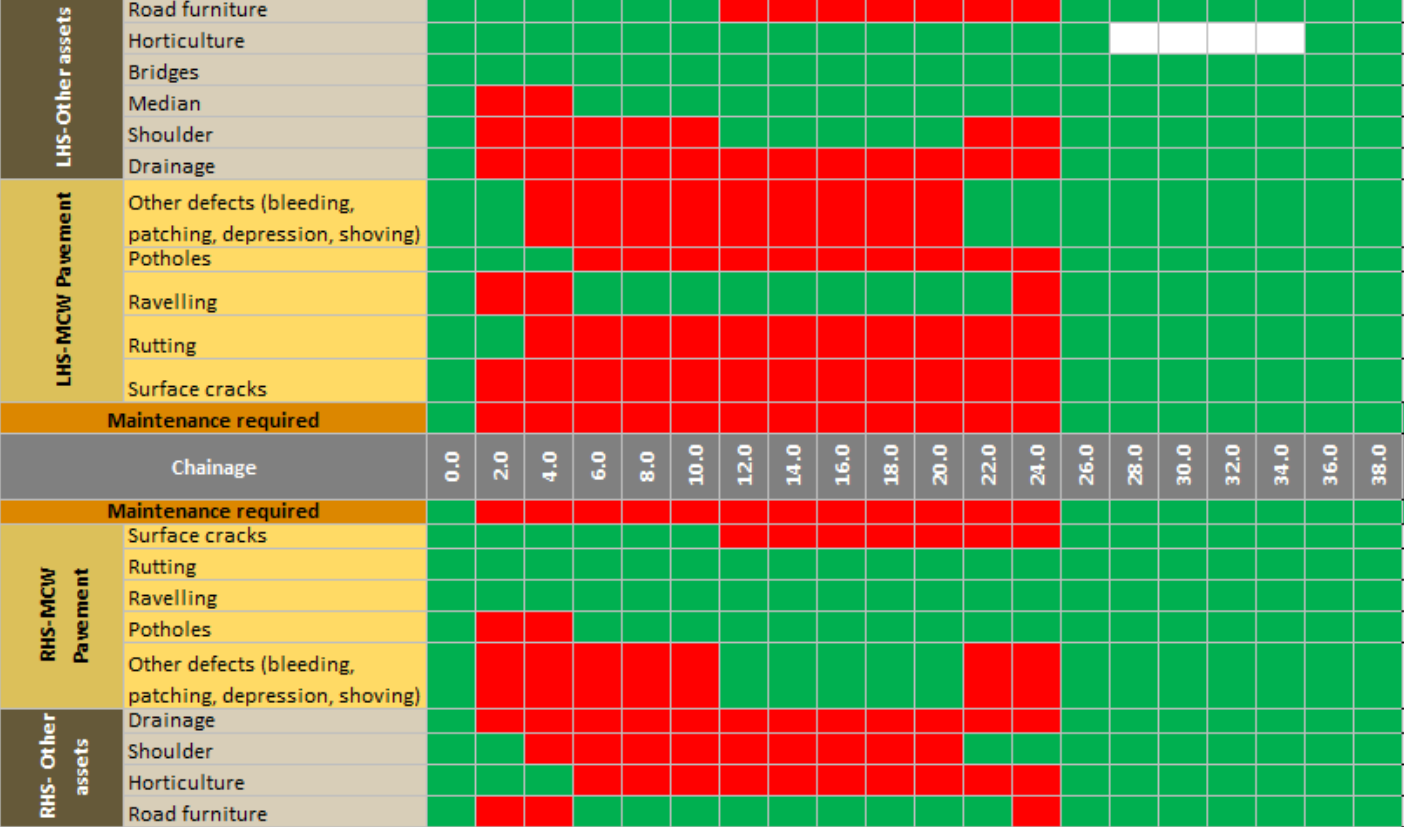 LHS-Other assets
Road furniture
Horticulture
Bridges
Median
Shoulder
Drainage
LHS-MCW Pavement
Other defects (bleeding,
patching, depression, shoving)
Potholes
Ravelling
Rutting
Surface cracks
Maintenance required
Chainage 0.0 2.0 4.0 6.0 8.0 10.0 12.0 14.0 16.0 18.0 20.0 22.0 24.0 26.0 28.0 30.0 32.0 34.0 36.0 38.0
Maintenance required
RHS-MCW
Pavement
Surface cracks
Rutting
Ravelling
Potholes
Other defects (bleeding,
patching, depression, shoving)
RHS- Other
assets
Drainage
Shoulder
Horticulture
Road furniture